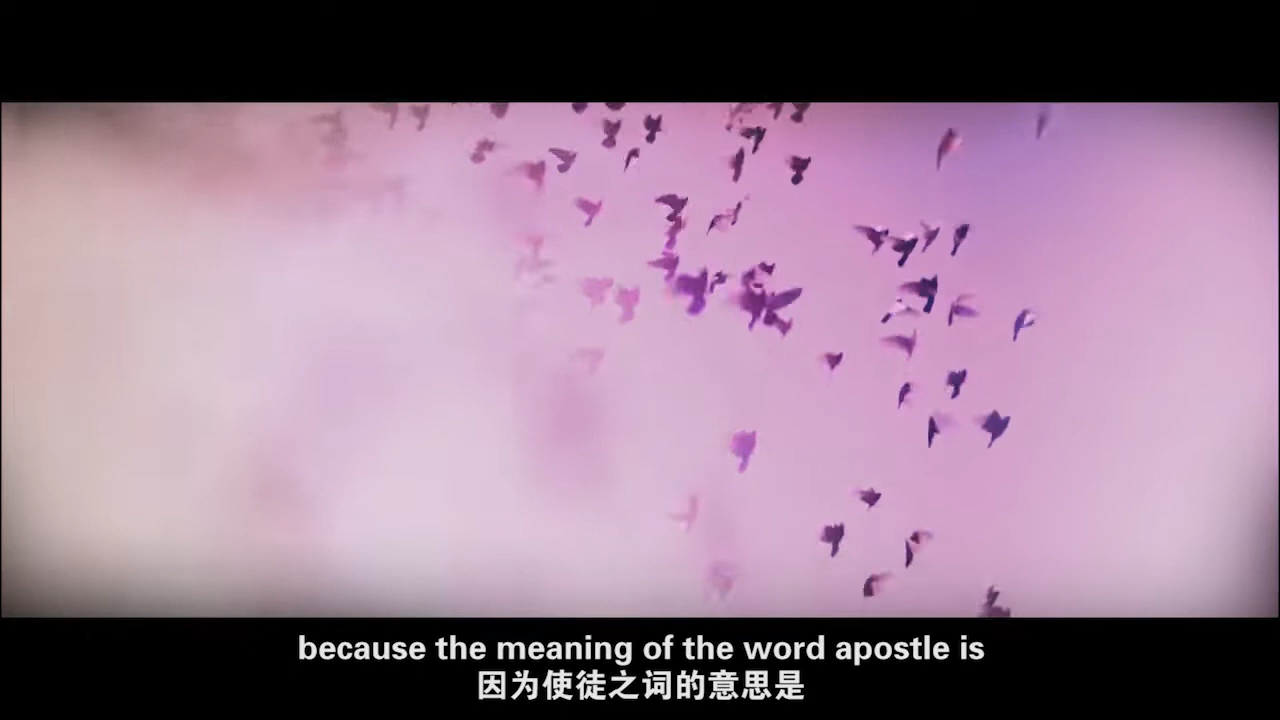 because the meaning of the word apostle is
因为使徒之词的意思是